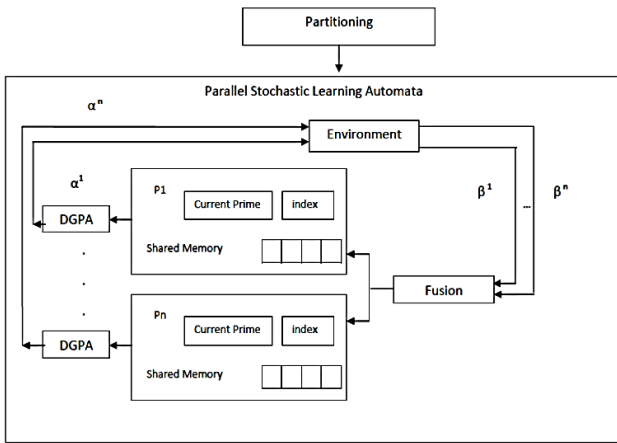 Partitioning
Parallel Stochastic Learning Automata
αⁿ
Environment
α¹
P1
Current Prime
index
β¹
...
βⁿ
DGPA
Shared Memory
Fusion
Pn
Current Prime
index
DGPA
Shared Memory